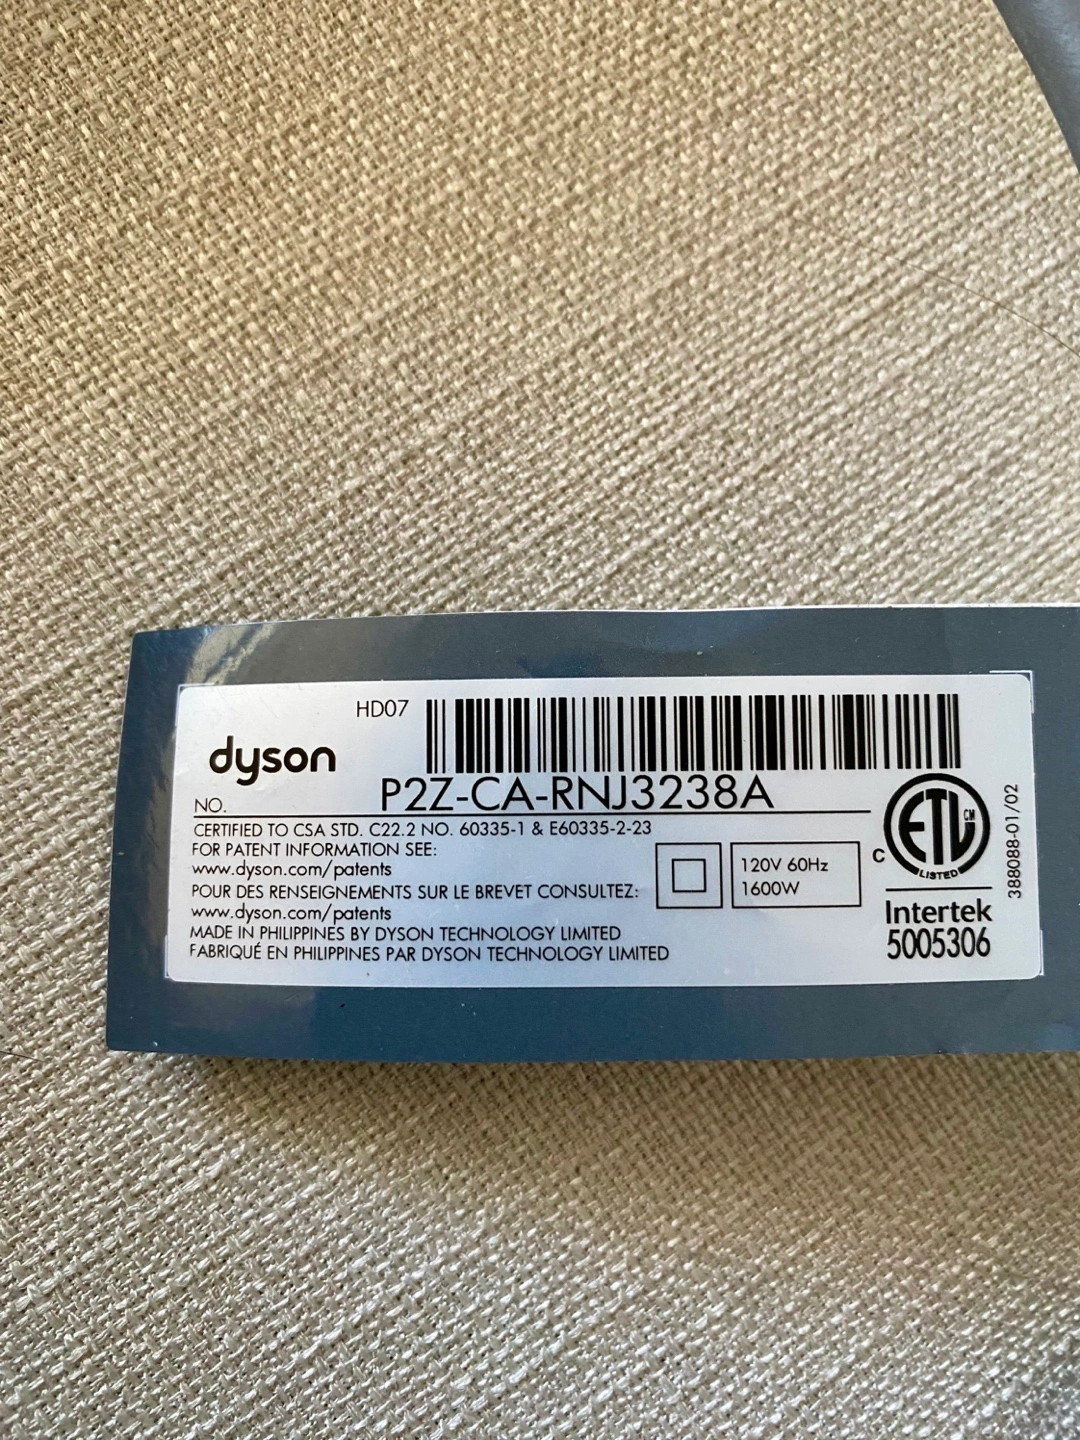 HD07
dyson
NO. P2Z-CA-RNJ3238A
CERTIFIED TO CSA STD. C22.2 NO. 60335-1 & E60335-2-23
FOR PATENT INFORMATION SEE:
www.dyson.com/patents
POUR DES RENSEIGNEMENTS SUR LE BREVET CONSULTEZ:
www.dyson.com/patents
MADE IN PHILIPPINES BY DYSON TECHNOLOGY LIMITED
FABRIQUÉ EN PHILIPPINES PAR DYSON TECHNOLOGY LIMITED
120V 60Hz
1600W
C
ETL CM
LISTED
Intertek
5005306
388088-01/02